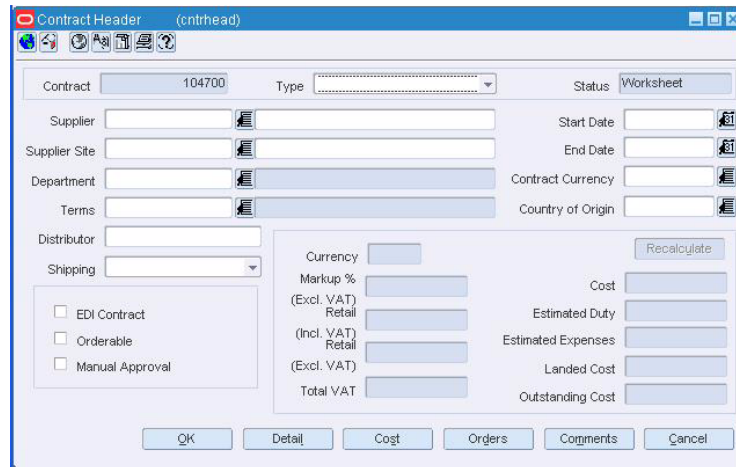 Contract Header (cntrhead)
Contract 104700 Type Status Worksheet
Supplier Start Date 31
Supplier Site End Date 31
Department Contract Currency
Terms Country of Origin
Distributor
Shipping
Currency Recalculate
Markup %
(Excl. VAT) Cost
Retail
(Incl. VAT) Estimated Duty
Retail Estimated Expenses
(Excl. VAT) Landed Cost
Total VAT Outstanding Cost
EDI Contract
Orderable
Manual Approval
OK Detail Cost Orders Comments Cancel